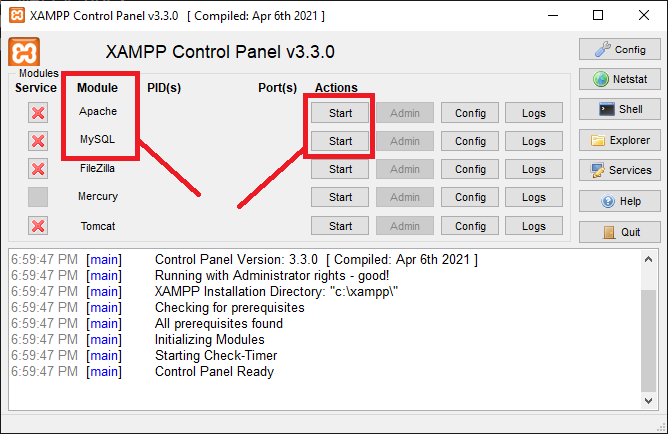 XAMPP Control Panel v3.3.0 [ Compiled: Apr 6th 2021 ]
XAMPP Control Panel v3.3.0
Config
Modules
Service Module PID(s) Port(s) Actions
Netstat
Apache Start Admin Config Logs
Shell
MySQL Start Admin Config Logs
Explorer
FileZilla Start Admin Config Logs
Services
Mercury Start Admin Config Logs
Help
Tomcat Start Admin Config Logs
Quit
6:59:47 PM [main] Control Panel Version: 3.3.0 [ Compiled: Apr 6th 2021 ]
6:59:47 PM [main] Running with Administrator rights - good!
6:59:47 PM [main] XAMPP Installation Directory: "c:\xampp\"
6:59:47 PM [main] Checking for prerequisites
6:59:47 PM [main] All prerequisites found
6:59:47 PM [main] Initializing Modules
6:59:47 PM [main] Starting Check-Timer
6:59:47 PM [main] Control Panel Ready